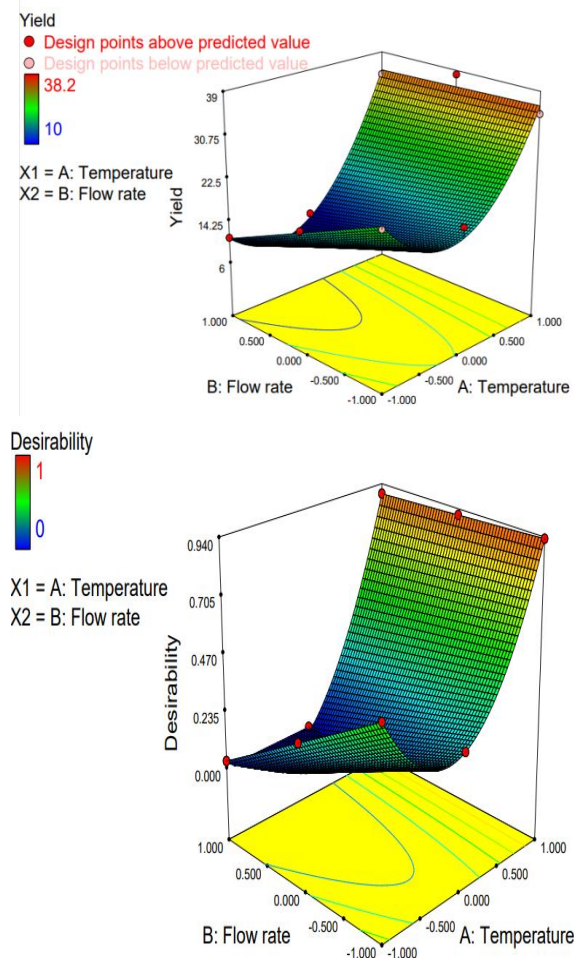 Yield
Design points above predicted value
Design points below predicted value
38.2
10
X1 = A: Temperature
X2 = B: Flow rate
39
30.75
22.5
14.25
6
Yield
1.000
0.500
0.000
-0.500
-1.000
-1.000
-0.500
0.000
0.500
1.000
B: Flow rate
A: Temperature
Desirability
1
0
X1 = A: Temperature
X2 = B: Flow rate
0.940
0.705
0.470
0.235
0.000
Desirability
1.000
0.500
0.000
-0.500
-1.000
-1.000
-0.500
0.000
0.500
1.000
B: Flow rate
A: Temperature